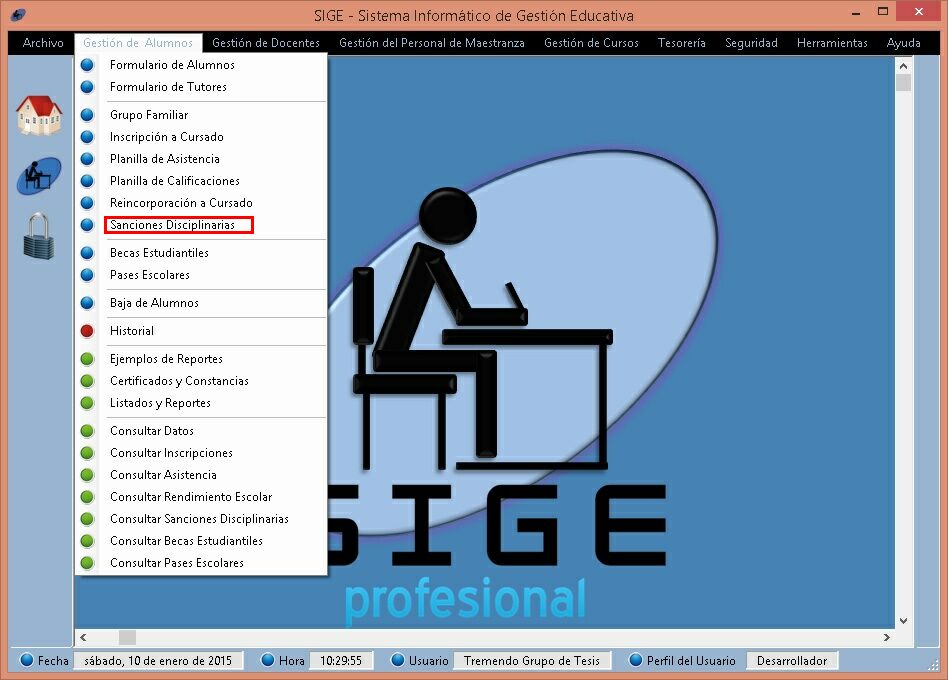 SIGE - Sistema Informático de Gestión Educativa
Archivo Gestión de Alumnos Gestión de Docentes Gestión del Personal de Maestranza Gestión de Cursos Tesorería Seguridad Herramientas Ayuda
Formulario de Alumnos
Formulario de Tutores
Grupo Familiar
Inscripción a Cursado
Planilla de Asistencia
Planilla de Calificaciones
Reincorporación a Cursado
Sanciones Disciplinarias
Becas Estudiantiles
Pases Escolares
Baja de Alumnos
Historial
Ejemplos de Reportes
Certificados y Constancias
Listados y Reportes
Consultar Datos
Consultar Inscripciones
Consultar Asistencia
Consultar Rendimiento Escolar
Consultar Sanciones Disciplinarias
Consultar Becas Estudiantiles
Consultar Pases Escolares
SIGE
profesional
Fecha sábado, 10 de enero de 2015 Hora 10:29:55 Usuario Tremendo Grupo de Tesis Perfil del Usuario Desarrollador